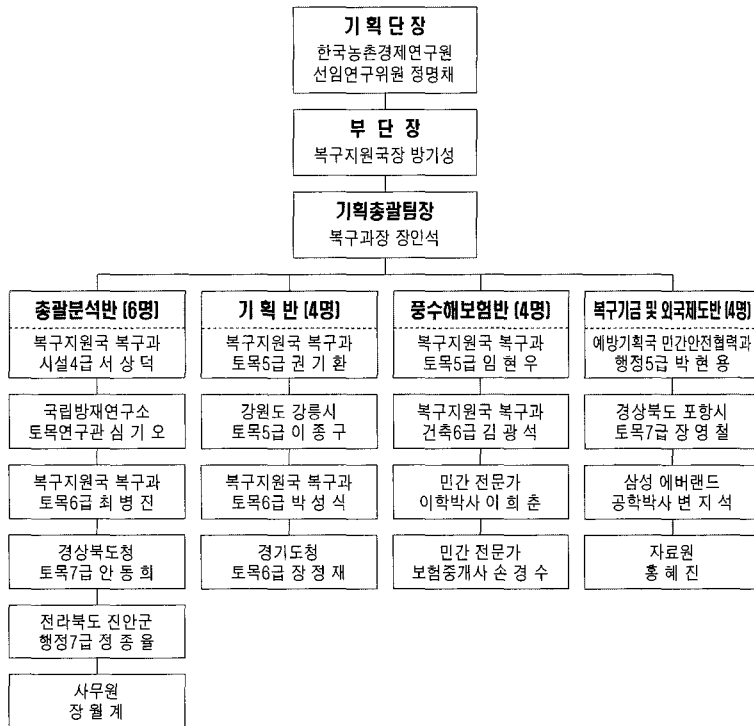 기 획 단 장
한국농촌경제연구원
선임연구위원 정명채
부 단 장
복구지원국장 방기성
기획총괄팀장
복구과장 장인석
총괄분석반 (6명)
복구지원국 복구과
시설4급 서 상 덕
국립방재연구소
토목연구관 심 기 오
복구지원국 복구과
토목6급 최 병 진
경상북도청
토목7급 안 동 희
전라북도 진안군
행정7급 정 종 율
사무원
장 월 계
기 획 반 (4명)
복구지원국 복구과
토목5급 권 기 환
강원도 강릉시
토목5급 이 종 구
복구지원국 복구과
토목6급 박 성 식
경기도청
토목6급 장 정 재
풍수해보험반 (4명)
복구지원국 복구과
토목5급 임 현 우
복구지원국 복구과
건축6급 김 광 석
민간 전문가
이학박사 이 희 춘
민간 전문가
보험중개사 손 경 수
복구기금 및 외국제도반 (4명)
예방기획국 민간안전협력과
행정5급 박 현 용
경상북도 포항시
토목7급 장 영 철
삼성 에버랜드
공학박사 변 지 석
자료원
홍 혜 진